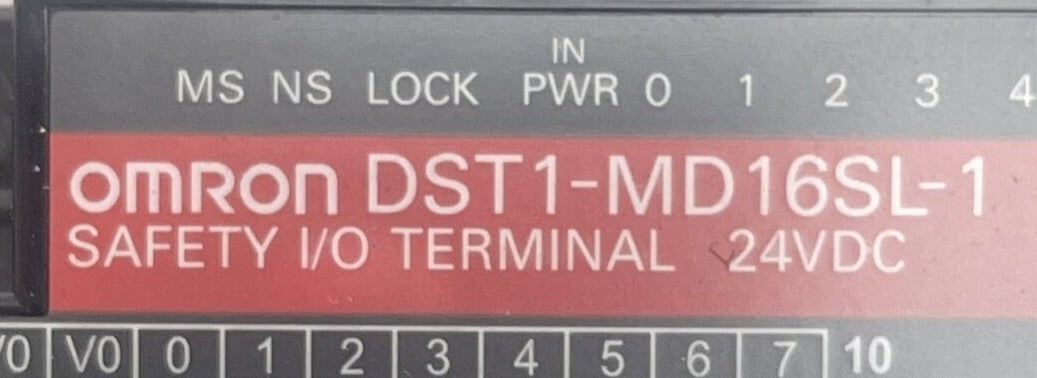 IN
MS NS LOCK PWR 0 1 2 3 4
omron DST1-MD16SL-1
SAFETY I/O TERMINAL 24VDC
V0 V0 0 1 2 3 4 5 6 7 10